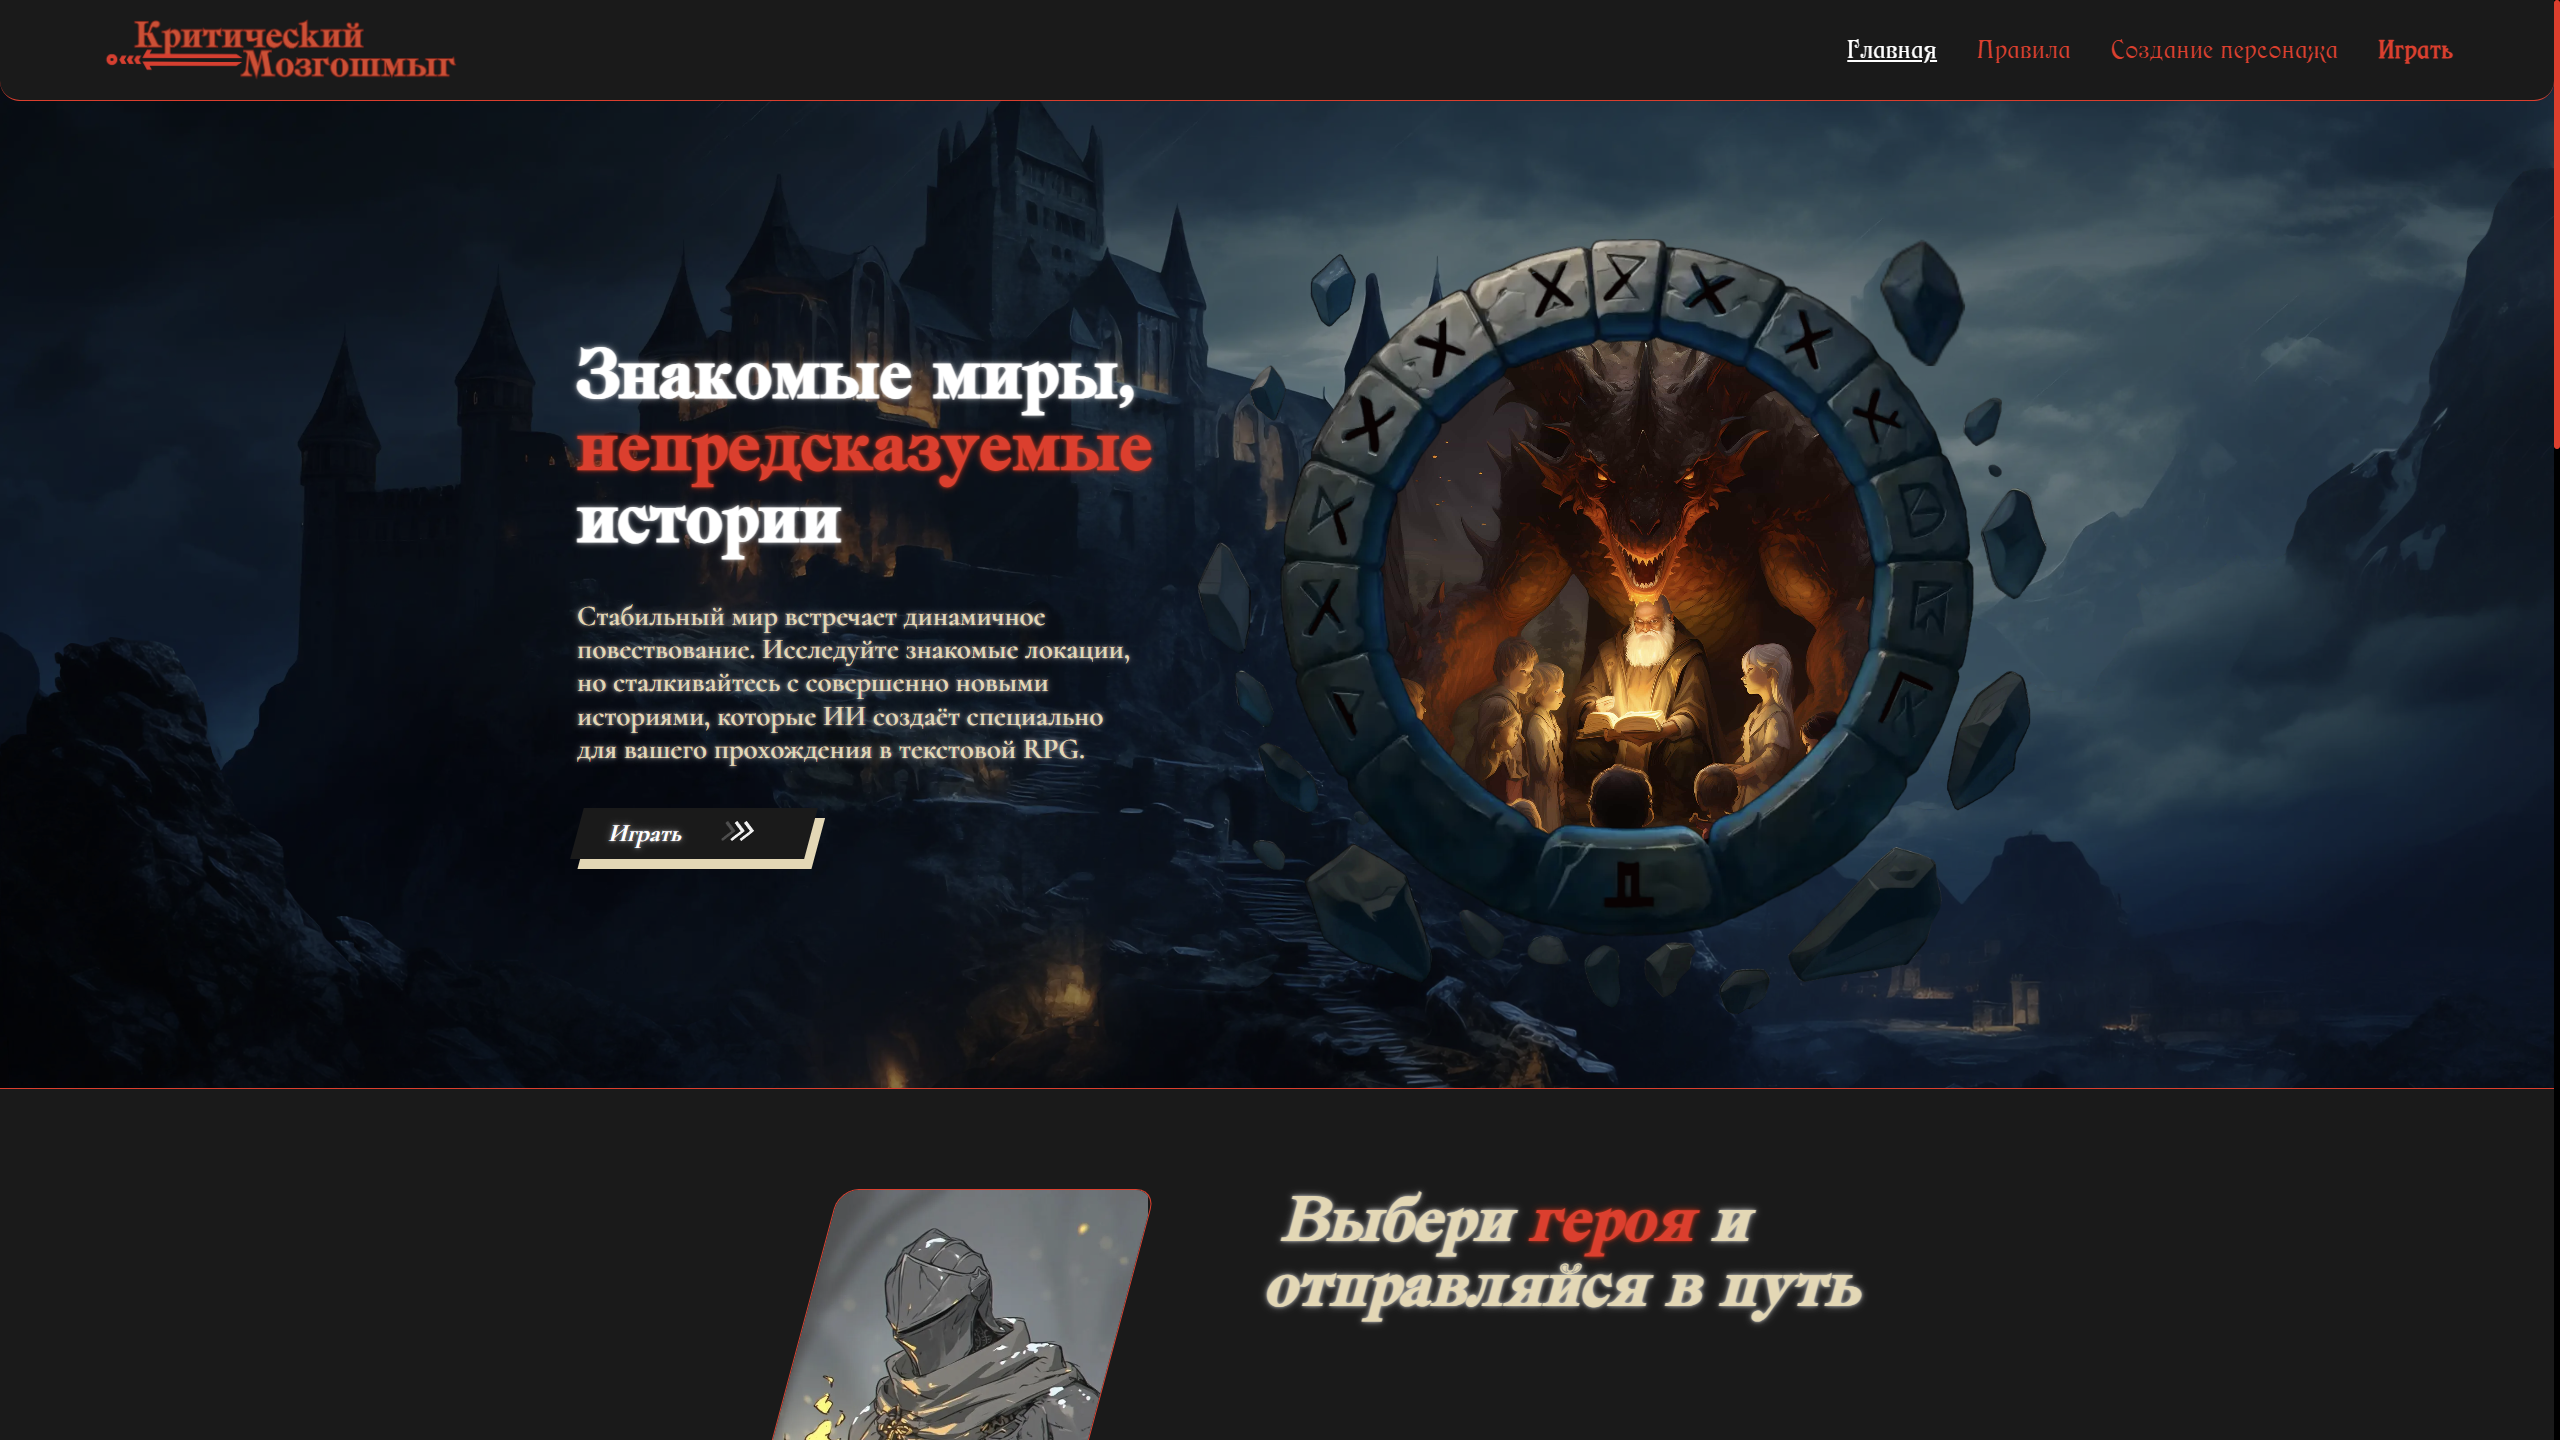 Критический
Мозгошмыг
Главная
Правила
Создание персонажа
Играть
Знакомые миры,
непредсказуемые
истории
Стабильный мир встречает динамичное
повествование. Исследуйте знакомые локации,
но сталкивайтесь с совершенно новыми
историями, которые ИИ создаёт специально
для вашего прохождения в текстовой RPG.
Играть
Выбери героя и
отправляйся в путь